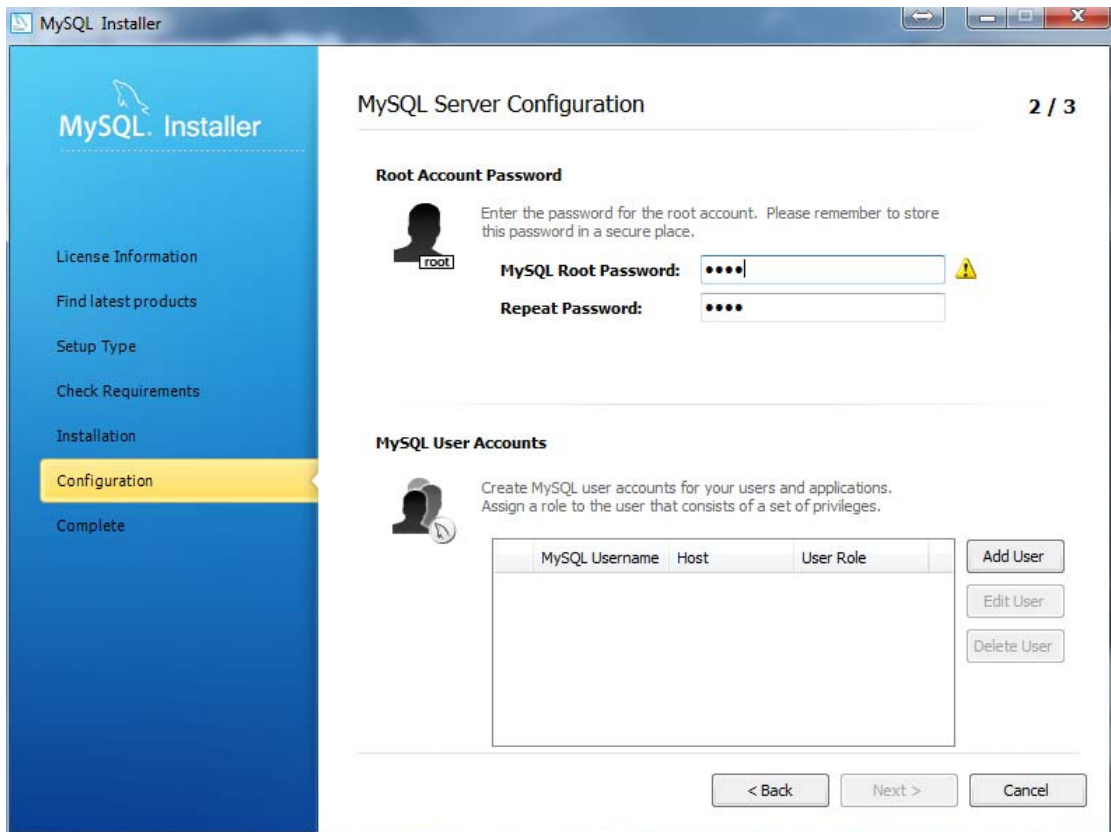 MySQL Installer
MySQL. Installer
License Information
Find latest products
Setup Type
Check Requirements
Installation
Configuration
Complete
MySQL Server Configuration
2 / 3
Root Account Password
root
Enter the password for the root account. Please remember to store
this password in a secure place.
MySQL Root Password: ••••
Repeat Password: ••••
MySQL User Accounts
Create MySQL user accounts for your users and applications.
Assign a role to the user that consists of a set of privileges.
MySQL Username Host User Role
Add User
Edit User
Delete User
< Back Next > Cancel